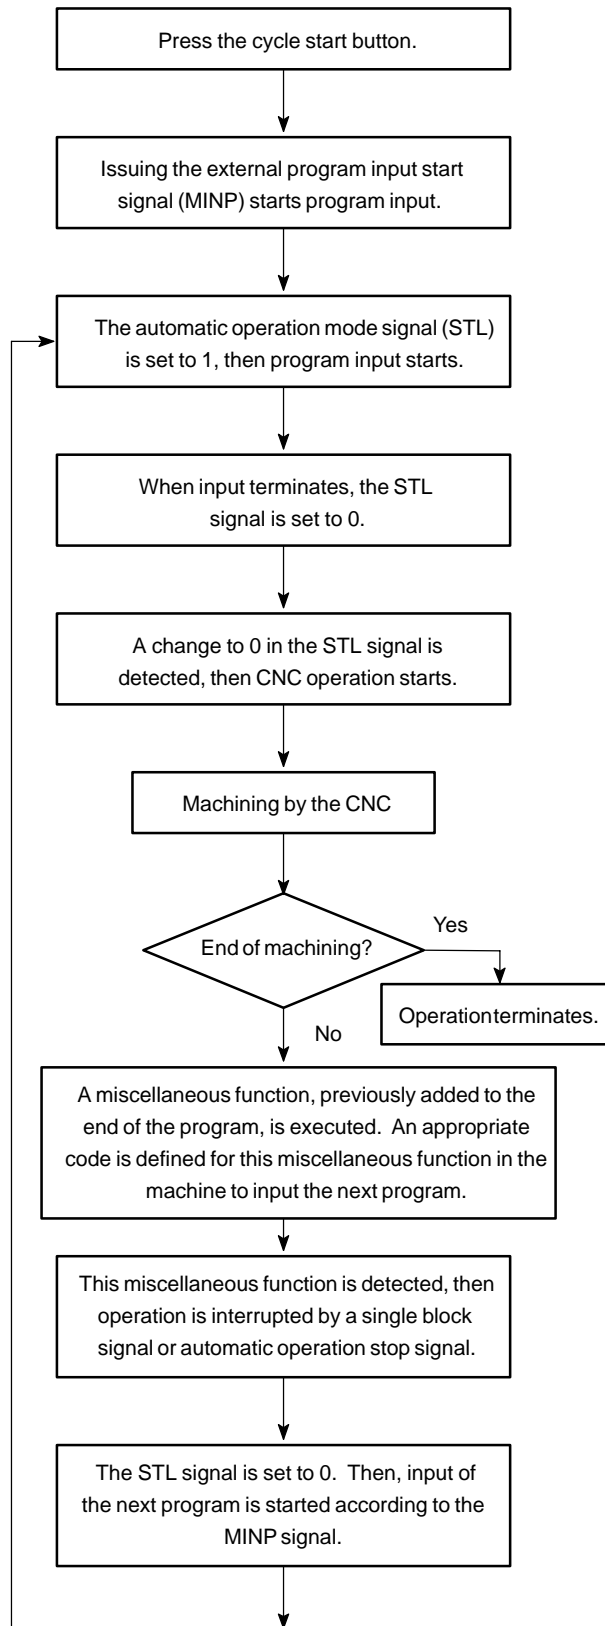 Press the cycle start button.
Issuing the external program input start
signal (MINP) starts program input.
The automatic operation mode signal (STL)
is set to 1, then program input starts.
When input terminates, the STL
signal is set to 0.
A change to 0 in the STL signal is
detected, then CNC operation starts.
Machining by the CNC
Yes
End of machining?
Operationterminates.
No
A miscellaneous function, previously added to the
end of the program, is executed. An appropriate
code is defined for this miscellaneous function in the
machine to input the next program.
This miscellaneous function is detected, then
operation is interrupted by a single block
signal or automatic operation stop signal.
The STL signal is set to 0. Then, input of
the next program is started according to the
MINP signal.